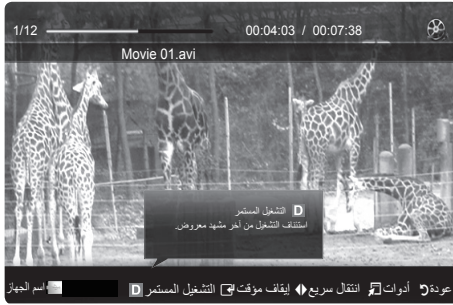 1/12 00:04:03 / 00:07:38
Movie 01.avi
D التشغيل المستمر
استئناف التشغيل من آخر مشهد معروض.
اسم الجهاز D التشغيل المستمر إيقاف مؤقت انتقال سريع أدوات عودة